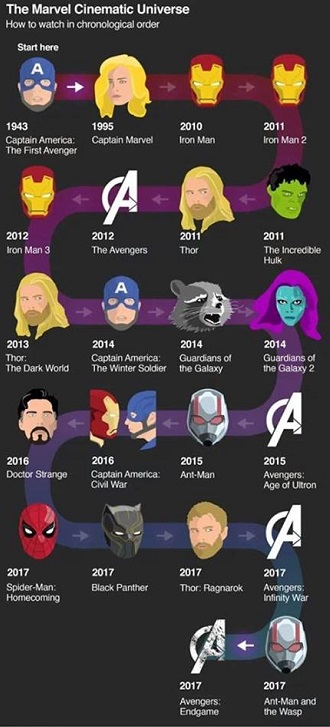 The Marvel Cinematic Universe
How to watch in chronological order
Start here
1943
Captain America:
The First Avenger
1995
Captain Marvel
2010
Iron Man
2011
Iron Man 2
2012
Iron Man 3
2012
The Avengers
2011
Thor
2011
The Incredible
Hulk
2013
Thor:
The Dark World
2014
Captain America:
The Winter Soldier
2014
Guardians of
the Galaxy
2014
Guardians of
the Galaxy 2
2016
Doctor Strange
2016
Captain America:
Civil War
2015
Ant-Man
2015
Avengers:
Age of Ultron
2017
Spider-Man:
Homecoming
2017
Black Panther
2017
Thor: Ragnarok
2017
Avengers:
Infinity War
2017
Avengers:
Endgame
2017
Ant-Man and
the Wasp